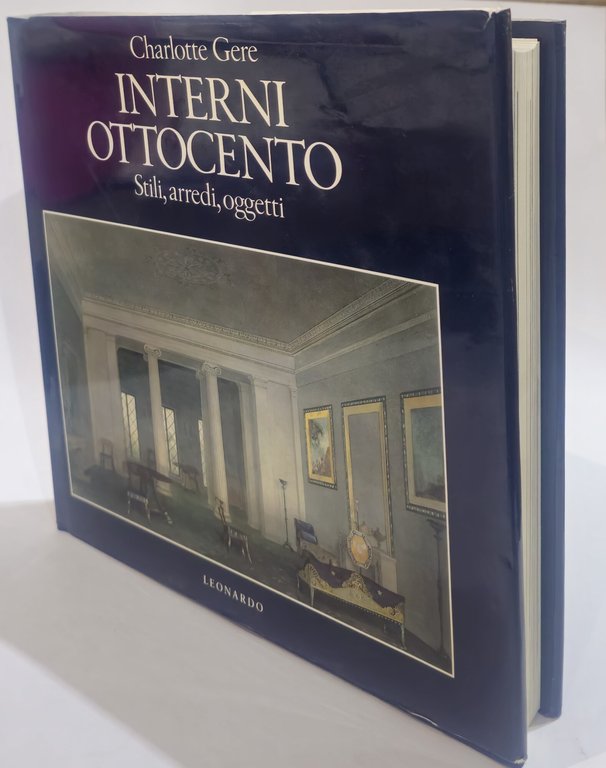 Charlotte Gere
INTERNI
OTTOCENTO
Stili, arredi, oggetti
LEONARDO